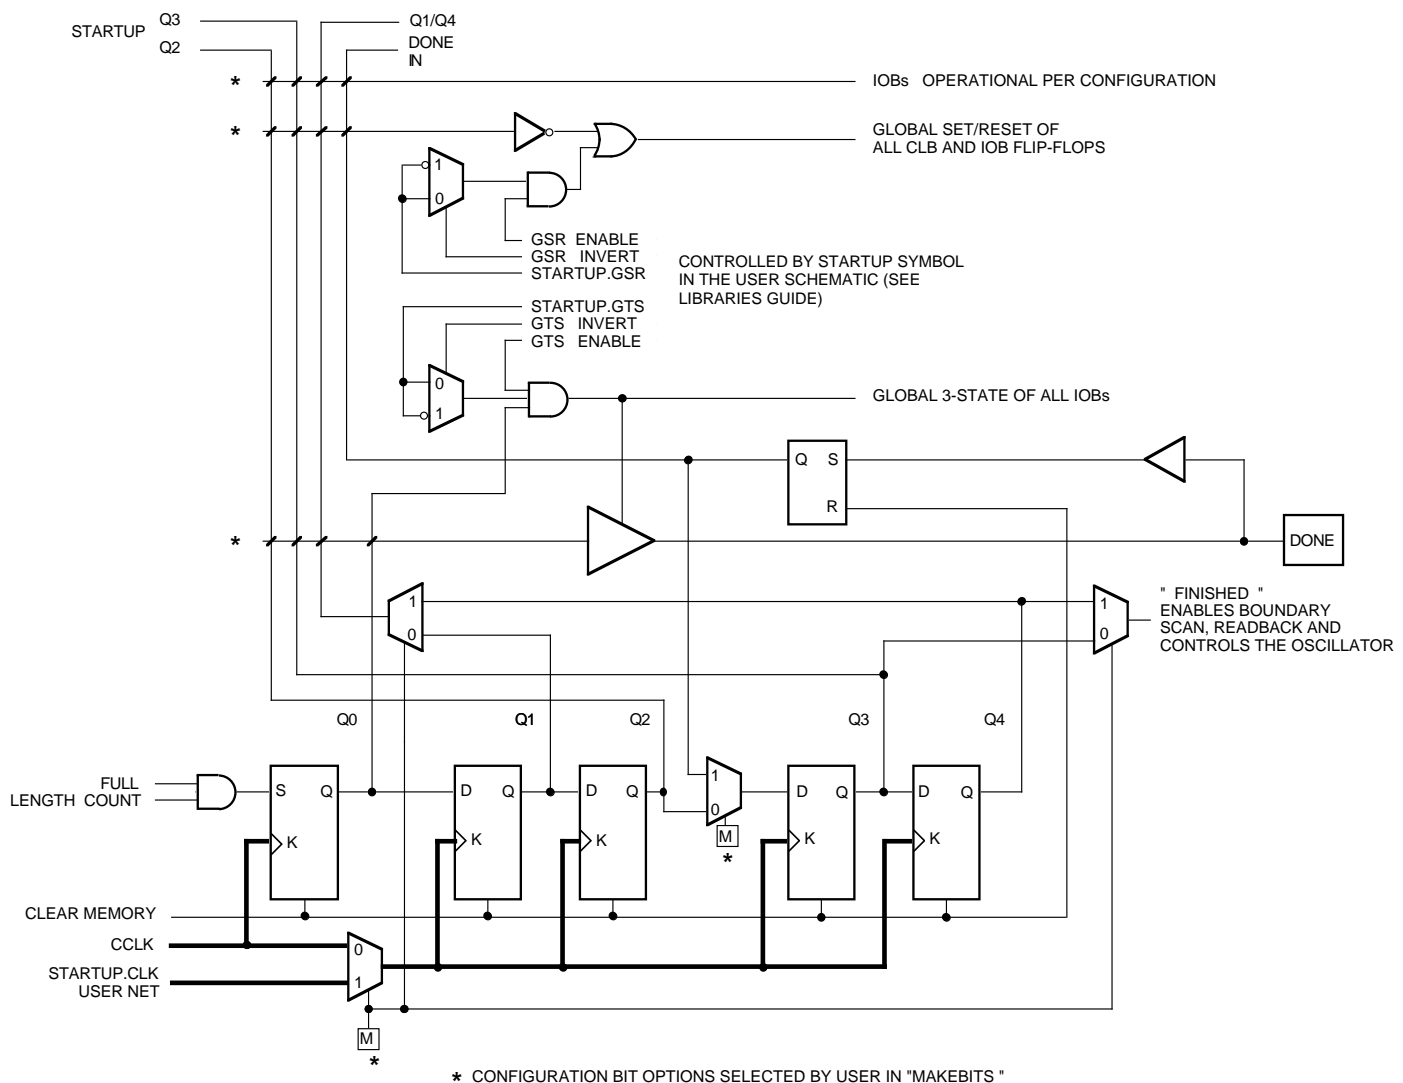 STARTUP
Q3
Q2
Q1/Q4
DONE
IN
* IOBs OPERATIONAL PER CONFIGURATION
* GLOBAL SET/RESET OF
ALL CLB AND IOB FLIP-FLOPS
1
0
GSR ENABLE
GSR INVERT
STARTUP.GSR
CONTROLLED BY STARTUP SYMBOL
IN THE USER SCHEMATIC (SEE
LIBRARIES GUIDE)
STARTUP.GTS
GTS INVERT
GTS ENABLE
0
1
GLOBAL 3-STATE OF ALL IOBs
Q S
R
*
DONE
1
0
1
0
" FINISHED "
ENABLES BOUNDARY
SCAN, READBACK AND
CONTROLS THE OSCILLATOR
Q0
Q1
Q2
Q3
Q4
FULL
LENGTH COUNT
S Q
K
D Q
K
D Q
K
1
0
M
*
D Q
K
D Q
K
CLEAR MEMORY
CCLK
STARTUP.CLK
USER NET
0
1
M
*
* CONFIGURATION BIT OPTIONS SELECTED BY USER IN "MAKEBITS "